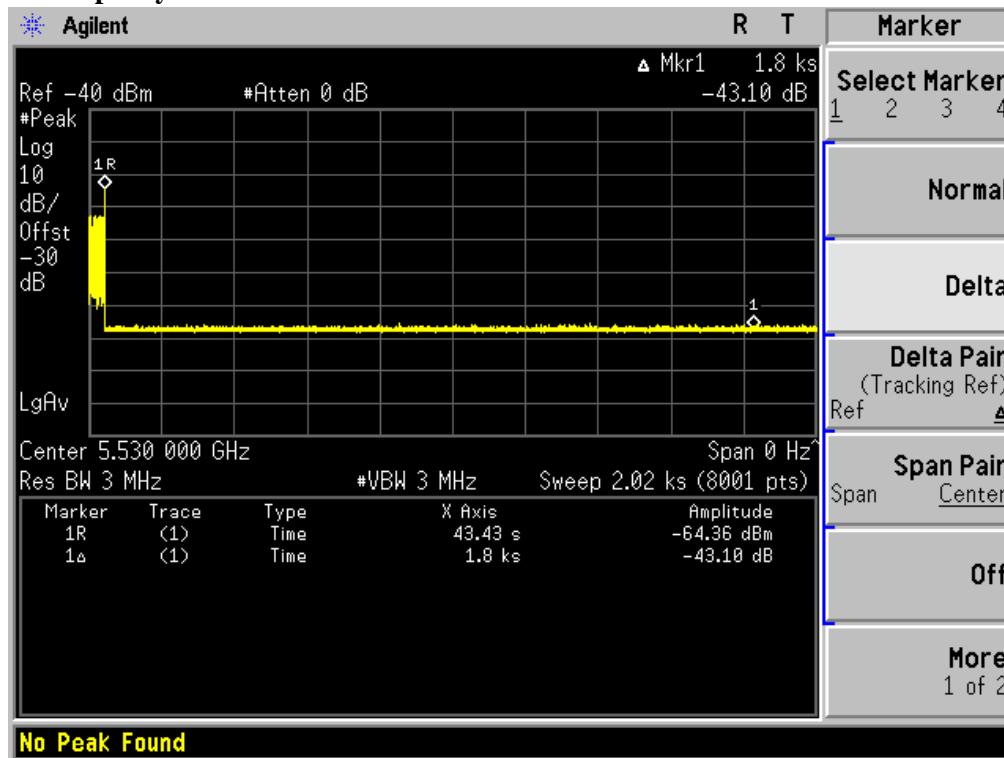 Agilent R T Marker
Δ Mkr1 1.8 ks
Ref -40 dBm #Atten 0 dB -43.10 dB
#Peak
Log
10
dB/
Offst
-30
dB
1R
1
LgAv
Center 5.530 000 GHz Span 0 Hz^
Res BW 3 MHz #VBW 3 MHz Sweep 2.02 ks (8001 pts)
Marker Trace Type X Axis Amplitude
1R (1) Time 43.43 s -64.36 dBm
1Δ (1) Time 1.8 ks -43.10 dB
No Peak Found
Select Marker
1 2 3 4
Normal
Delta
Delta Pair
(Tracking Ref)
Ref Δ
Span Pair
Span Center
Off
More
1 of 2